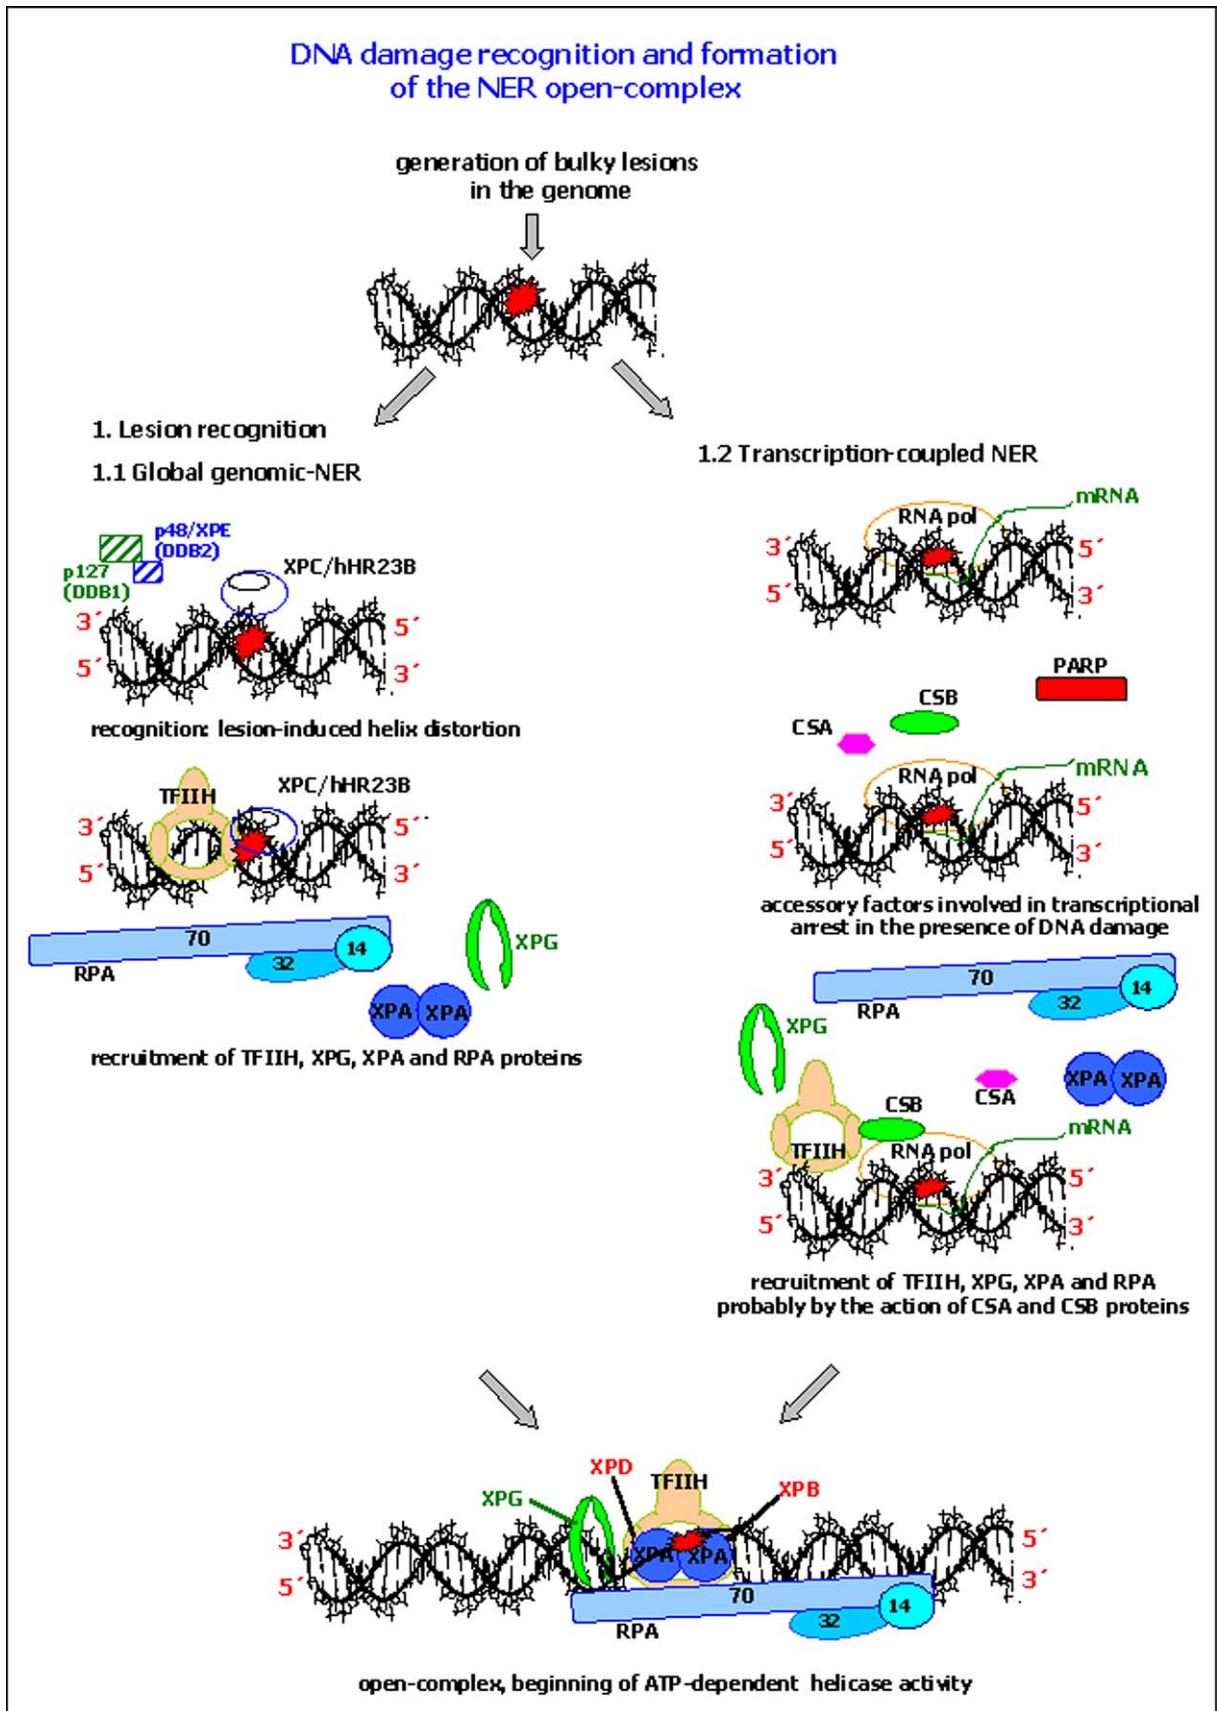 DNA damage recognition and formation
of the NER open-complex
generation of bulky lesions
in the genome
1. Lesion recognition
1.1 Global genomic-NER
p48/XPE
(DDB2)
p127
(DDB1)
XPC/hHR23B
3´
5´
5´
3´
recognition: lesion-induced helix distortion
TFIIH
XPC/hHR23B
3´
5´
5´
3´
70
32
14
RPA
XPG
XPA
XPA
recruitment of TFIIH, XPG, XPA and RPA proteins
1.2 Transcription-coupled NER
mRNA
RNA pol
3´
5´
5´
3´
PARP
CSB
CSA
RNA pol
mRNA
3´
5´
5´
3´
accessory factors involved in transcriptional
arrest in the presence of DNA damage
70
32
14
RPA
XPG
XPA
XPA
CSA
CSB
mRNA
TFIIH
RNA pol
3´
5´
5´
3´
recruitment of TFIIH, XPG, XPA and RPA
probably by the action of CSA and CSB proteins
XPD
TFIIH
XPB
XPG
3´
5´
XPA
XPA
5´
3´
70
32
14
RPA
open-complex, beginning of ATP-dependent helicase activity